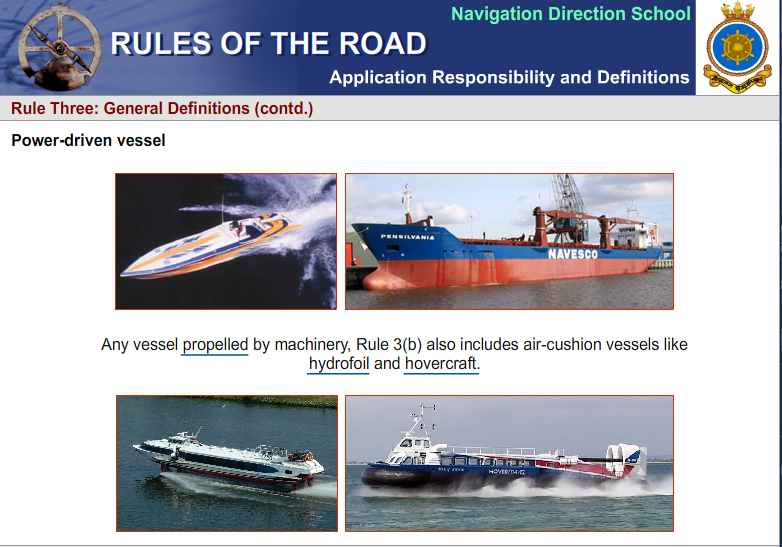 Navigation Direction School
RULES OF THE ROAD
Application Responsibility and Definitions
Rule Three: General Definitions (contd.)
Power-driven vessel
PENSILVANIA
NAVESCO
Any vessel propelled by machinery, Rule 3(b) also includes air-cushion vessels like
hydrofoil and hovercraft.